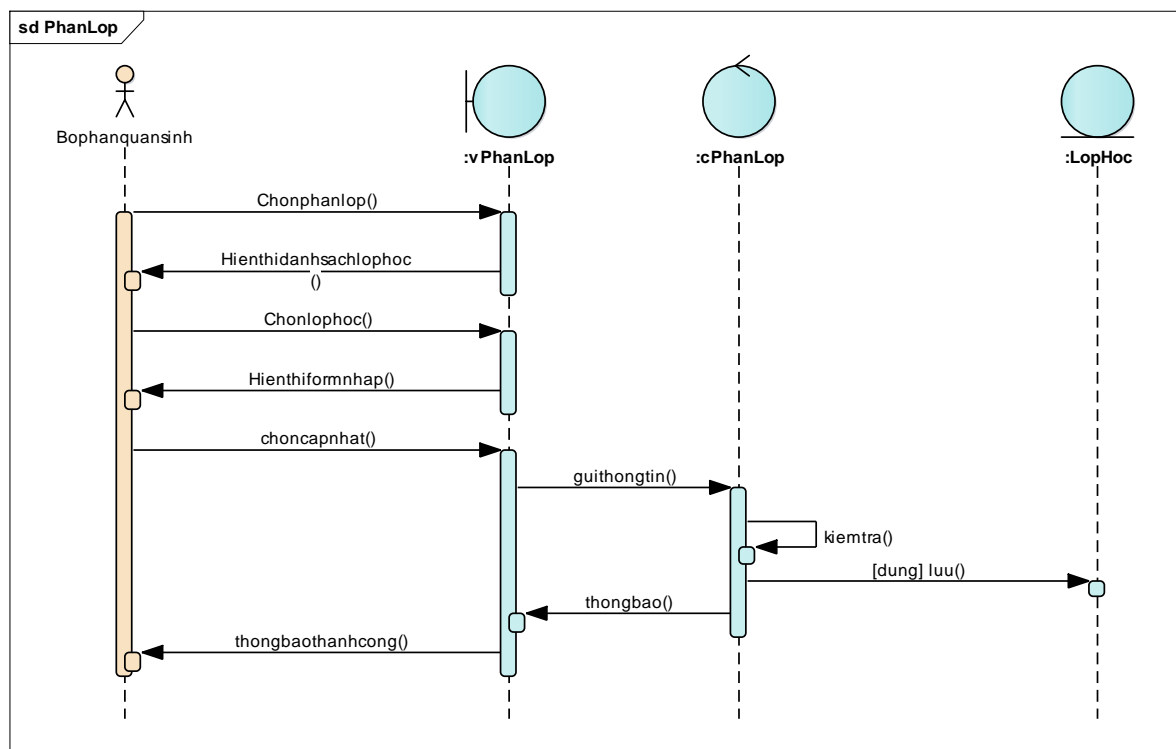 sd PhanLop
Bophanquansinh
:vPhanLop
:cPhanLop
:LopHoc
Chonphanlop()
Hienthidanhsachlophoc
()
Chonlophoc()
Hienthiformnhap()
choncapnhat()
guithongtin()
kiemtra()
[dung] luu()
thongbao()
thongbaothanhcong()